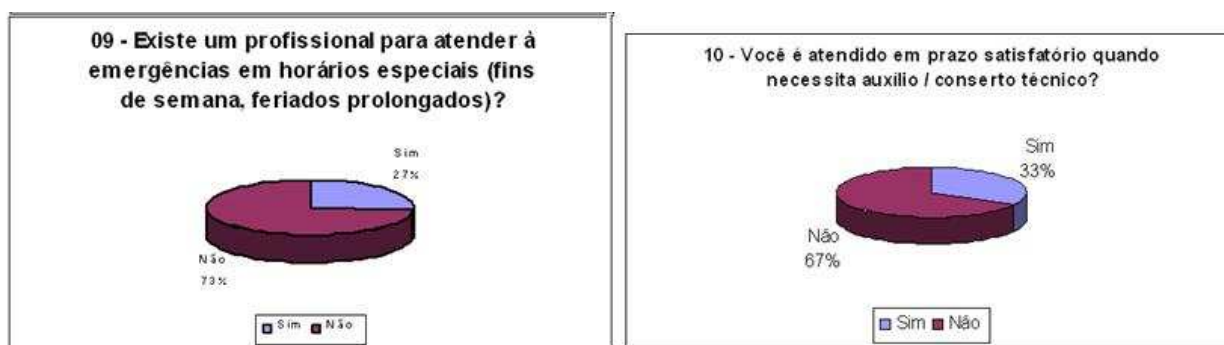 09 - Existe um profissional para atender à
emergências em horários especiais (fins
de semana, feriados prolongados)?
Sim
27%
Não
73%
Sim Não
10 - Você é atendido em prazo satisfatório quando
necessita auxílio / conserto técnico?
Sim
33%
Não
67%
Sim Não